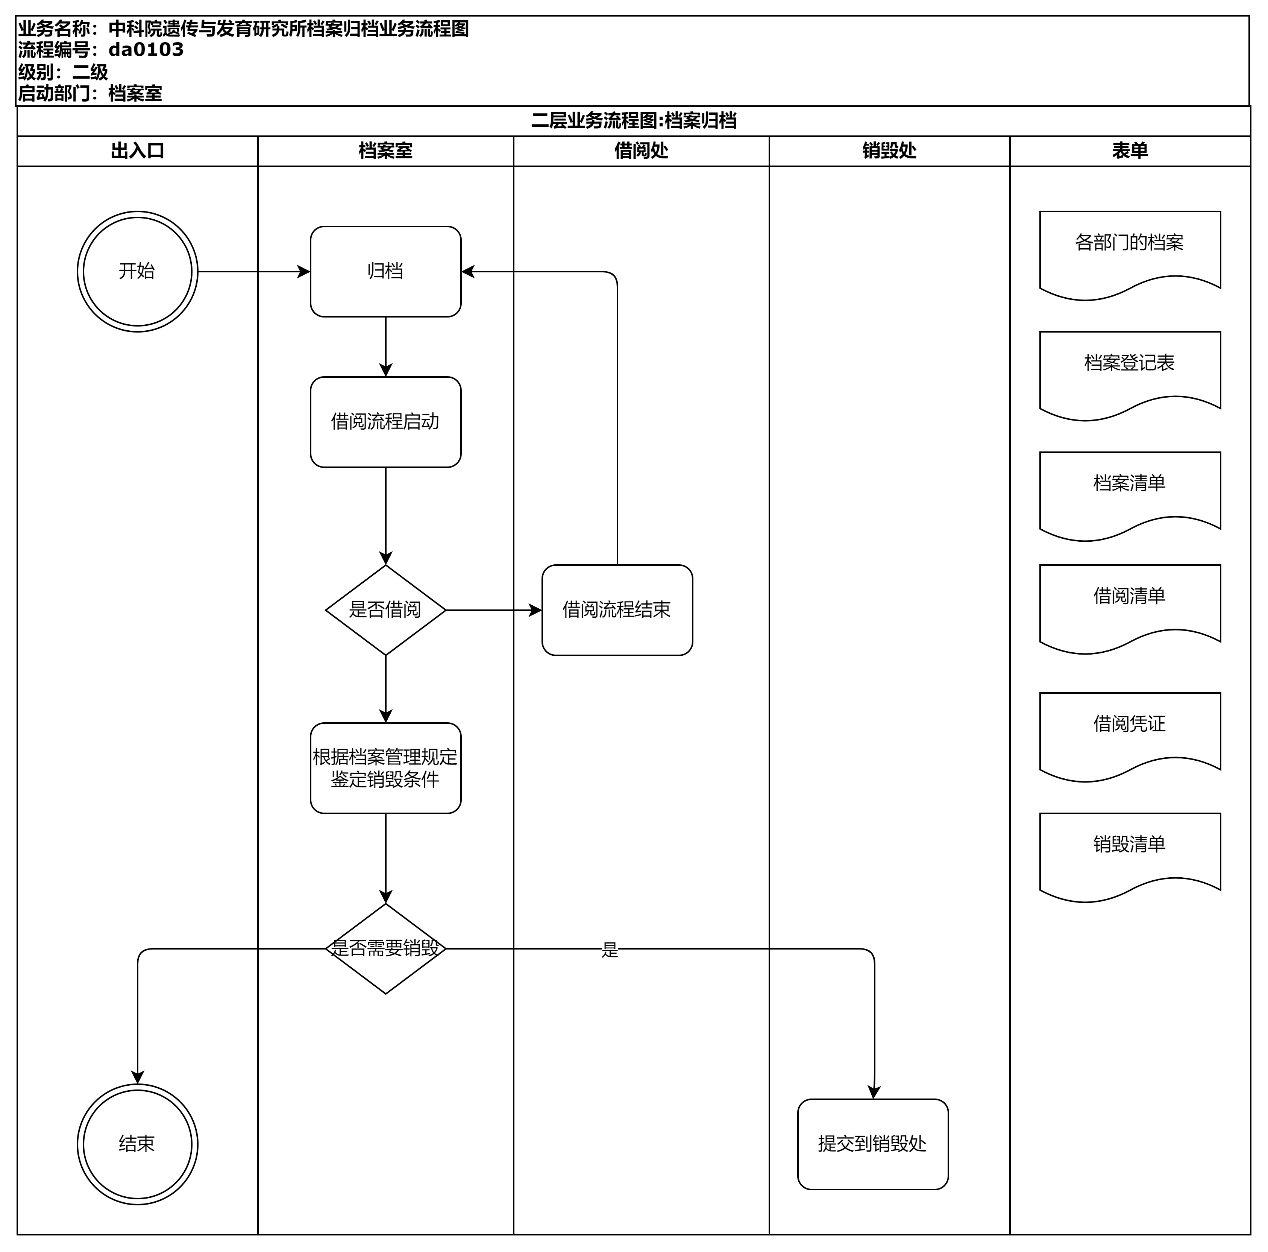 业务名称：中科院遗传与发育研究所档案归档业务流程图
流程编号：da0103
级别：二级
启动部门：档案室
二层业务流程图:档案归档
出入口
档案室
借阅处
销毁处
表单
开始
归档
各部门的档案
借阅流程启动
档案登记表
档案清单
是否借阅
借阅流程结束
借阅清单
根据档案管理规定
鉴定销毁条件
借阅凭证
销毁清单
是否需要销毁
是
结束
提交到销毁处